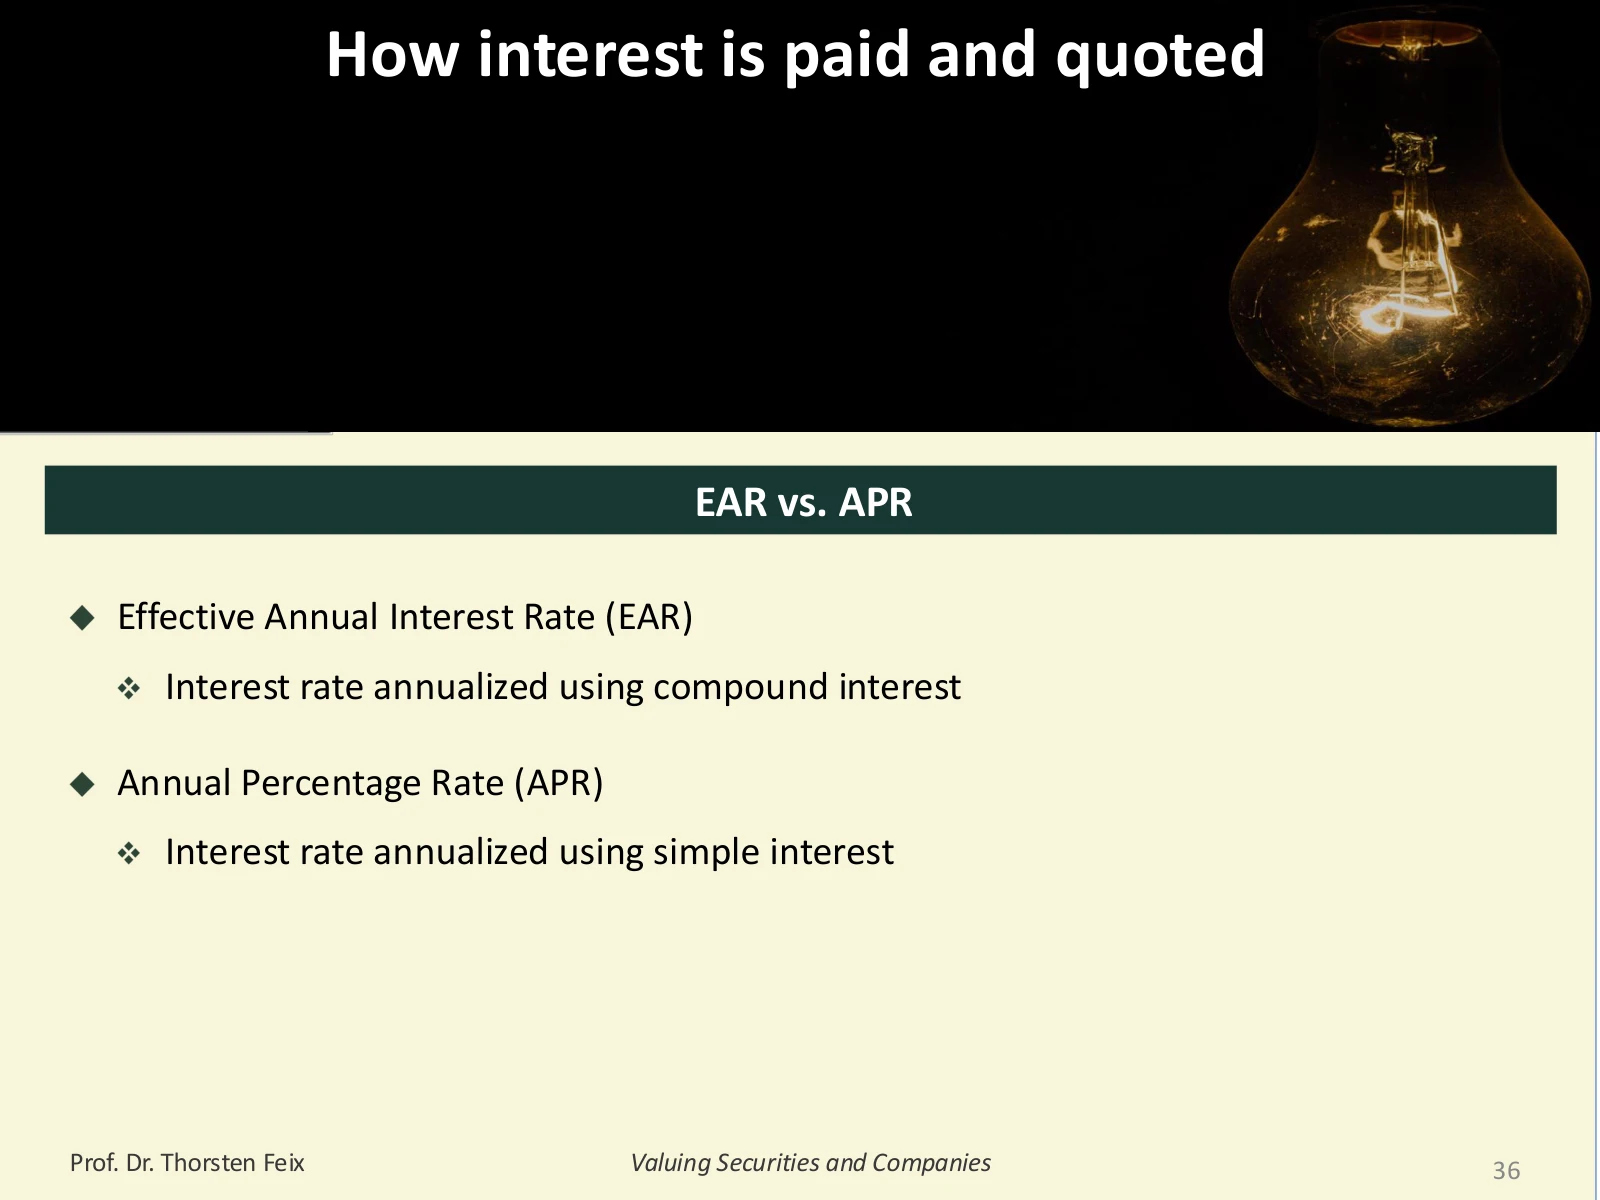 How interest is paid and quoted
EAR vs. APR
◆ Effective Annual Interest Rate (EAR)
❖ Interest rate annualized using compound interest
◆ Annual Percentage Rate (APR)
❖ Interest rate annualized using simple interest
Prof. Dr. Thorsten Feix
Valuing Securities and Companies
36